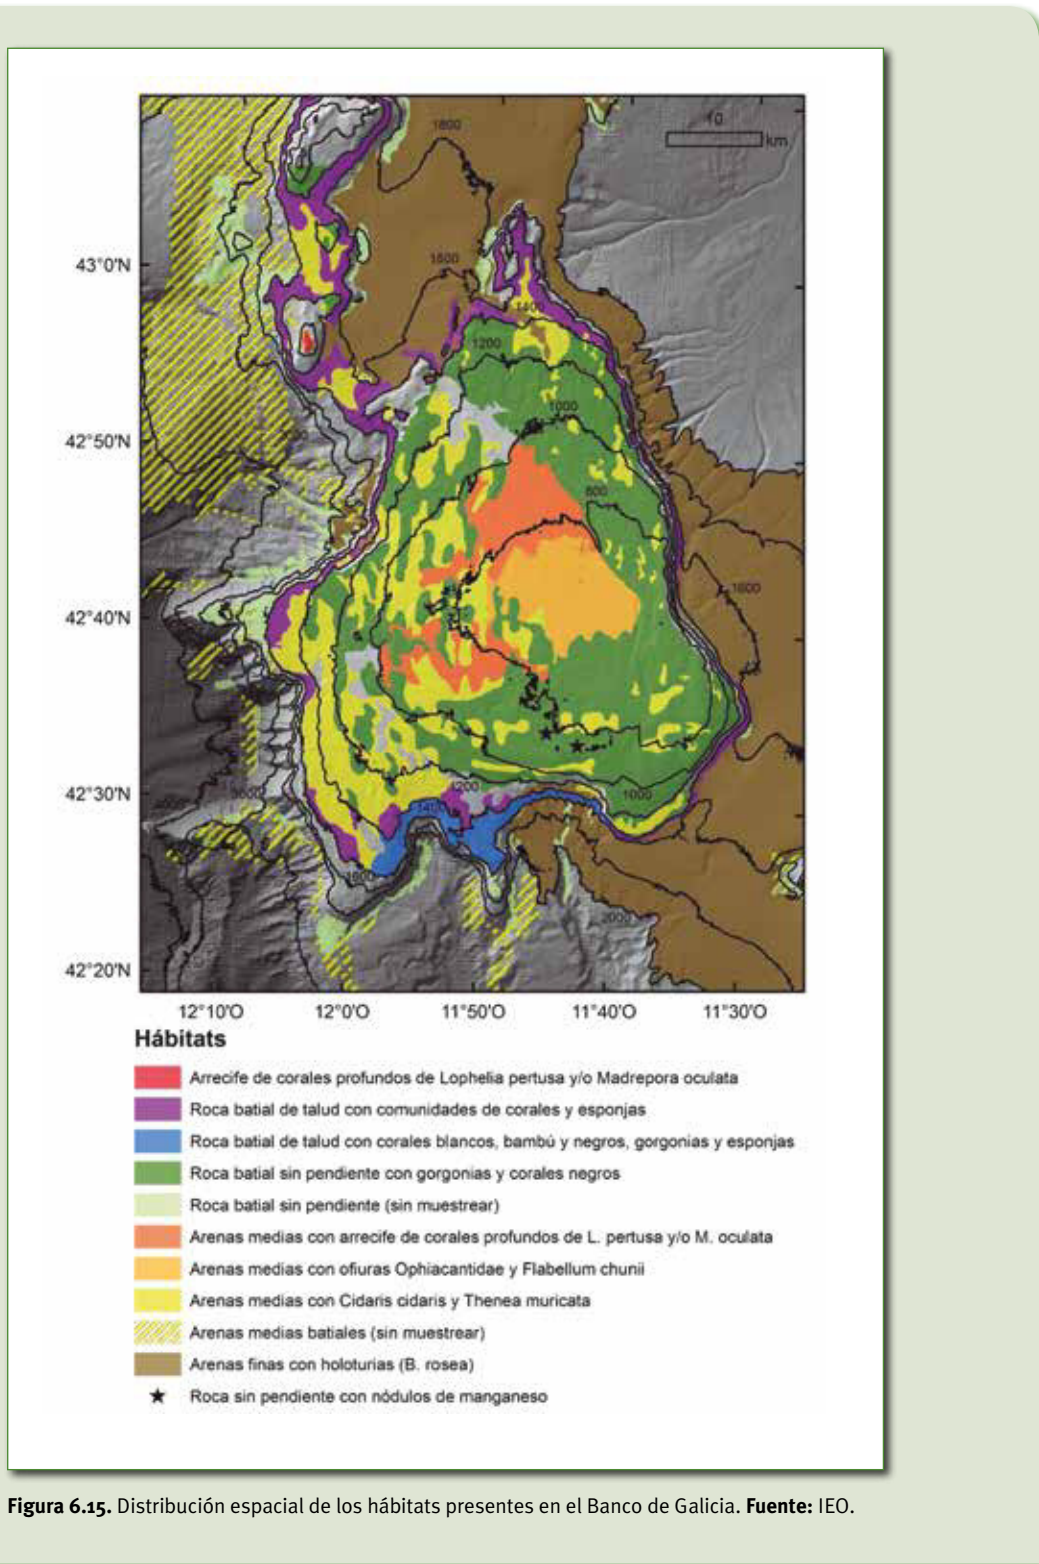 10
km
1800
1500
1400
1200
1000
800
1600
1200
1400
1000
1800
2000
43°0'N
42°50'N
42°40'N
42°30'N
42°20'N
12°10'O 12°0'O 11°50'O 11°40'O 11°30'O
Hábitats
Arrecife de corales profundos de Lophelia pertusa y/o Madrepora oculata
Roca batial de talud con comunidades de corales y esponjas
Roca batial de talud con corales blancos, bambú y negros, gorgonias y esponjas
Roca batial sin pendiente con gorgonias y corales negros
Roca batial sin pendiente (sin muestrear)
Arenas medias con arrecife de corales profundos de L. pertusa y/o M. oculata
Arenas medias con ofiuras Ophiacantidae y Flabellum chunii
Arenas medias con Cidaris cidaris y Thenea muricata
Arenas medias batiales (sin muestrear)
Arenas finas con holoturias (B. rosea)
Roca sin pendiente con nódulos de manganeso
Figura 6.15. Distribución espacial de los hábitats presentes en el Banco de Galicia. Fuente: IEO.